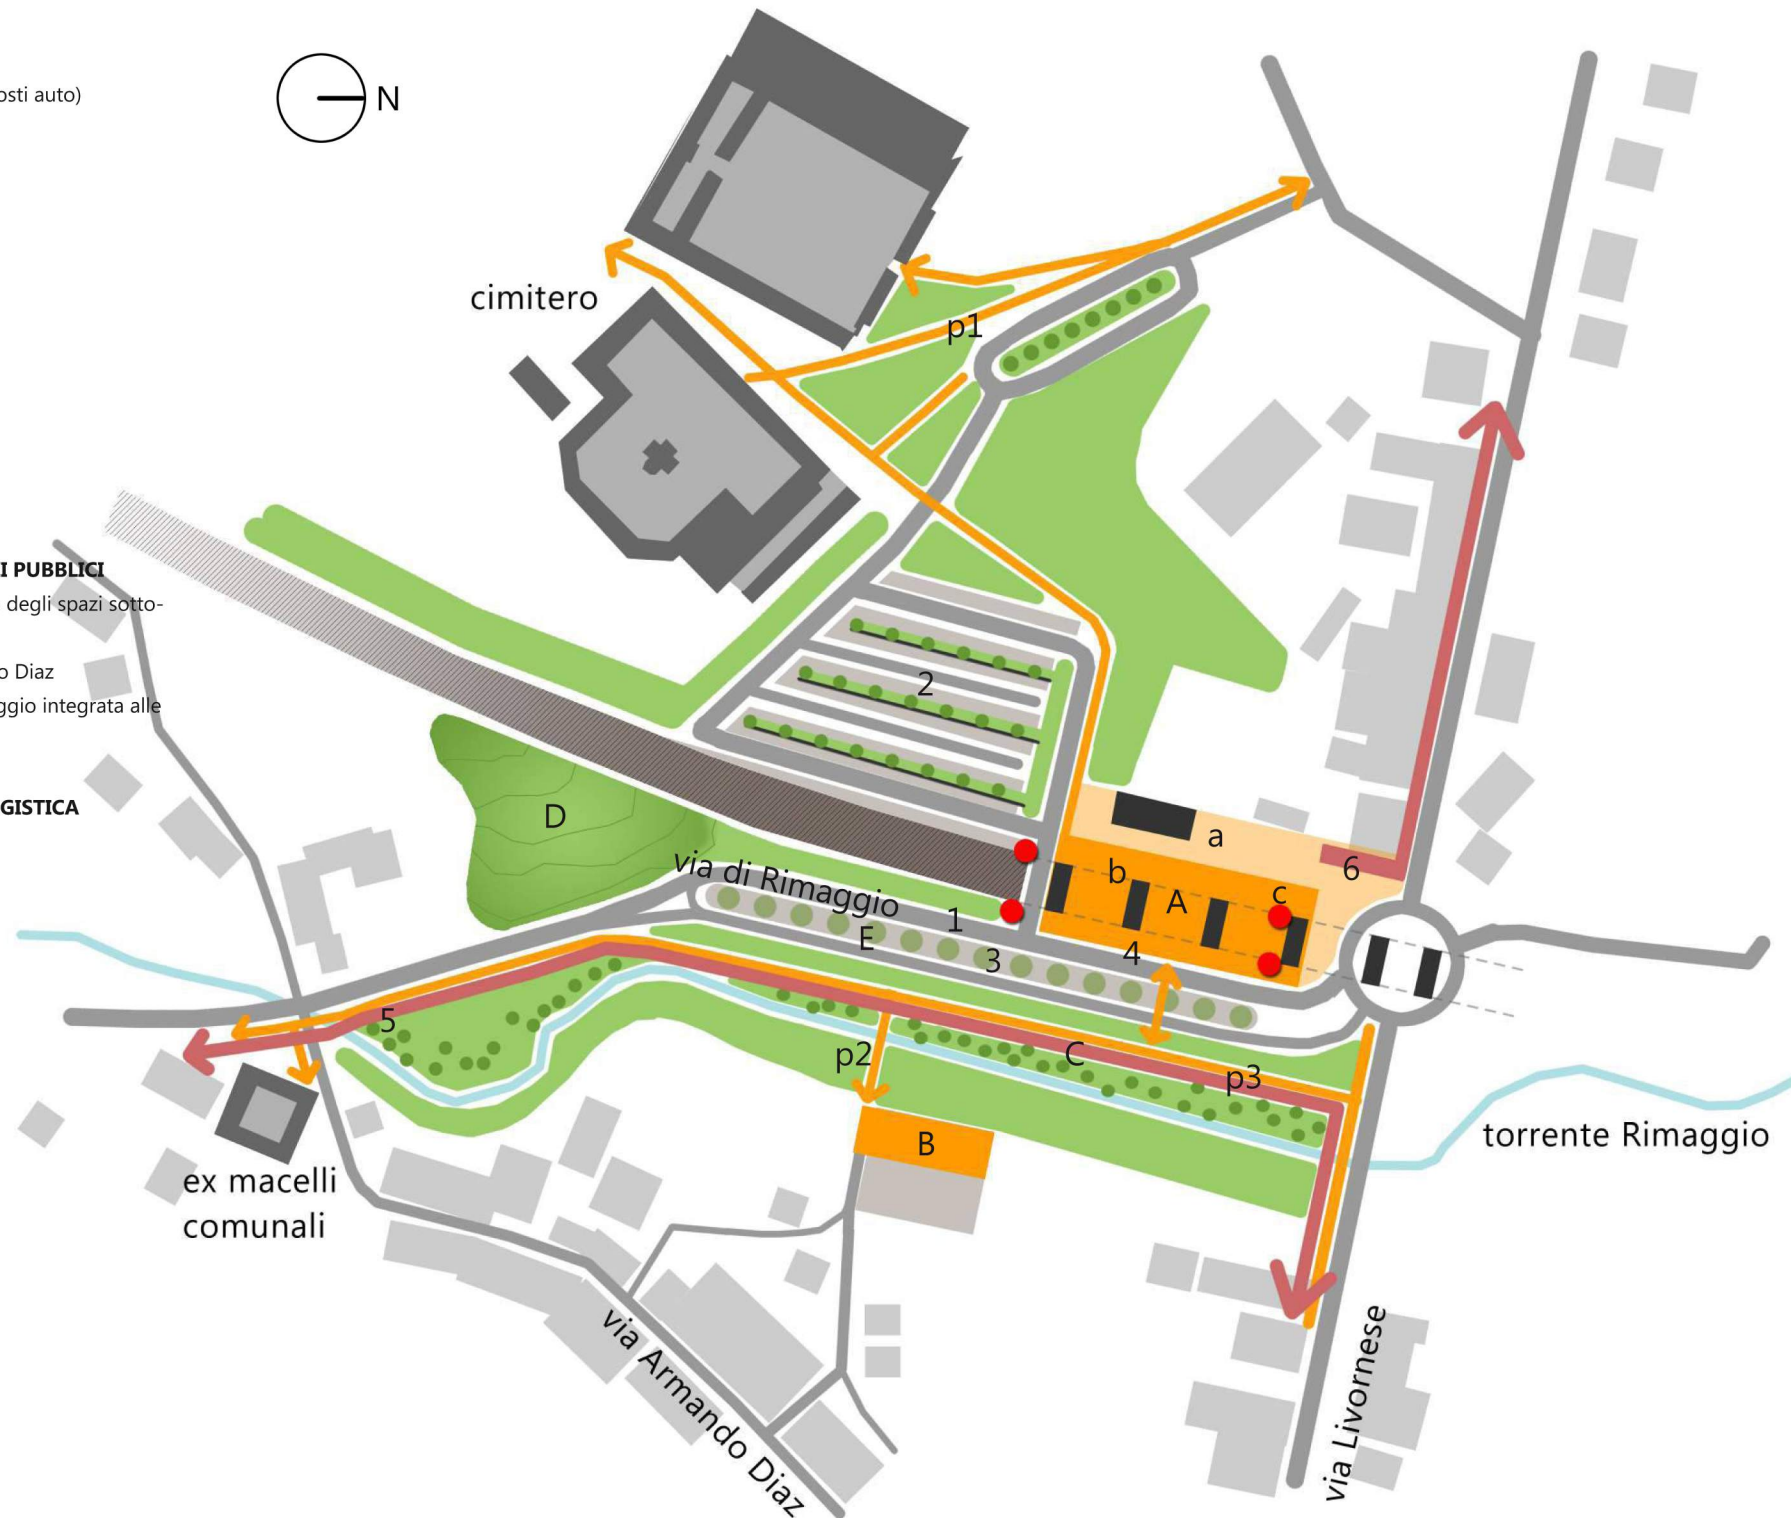 osti auto)
N
cimitero
p1
I PUBBLICI
degli spazi sotto-
o Diaz
ggio integrata alle
GISTICA
2
D
a
6
b
c
A
via di Rimaggio
1
E
3
4
5
p2
C
p3
torrente Rimaggio
B
ex macelli
comunali
via Armando Diaz
via Livornese